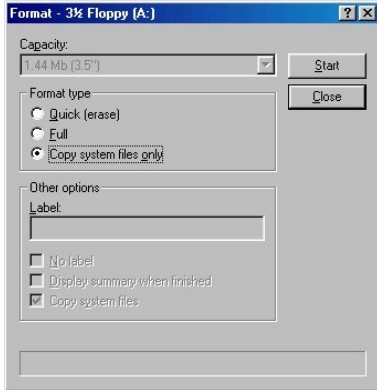 Format - 3½ Floppy (A:)
Capacity:
1.44 Mb (3.5")
Start
Format type
Close
Quick (erase)
Full
Copy system files only
Other options
Label:
No label
Display summary when finished
Copy system files